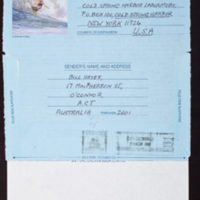 COLD SPRING HARBOR LABORATORY
P.O. BOX 100, COLD SPRING HARBOR
NEW YORK 11724
U.S.A
SENDER'S NAME AND ADDRESS
BILL HAYES,
17 MACPHERSON ST,
O'CONNOR
A.C.T
AUSTRALIA
2601